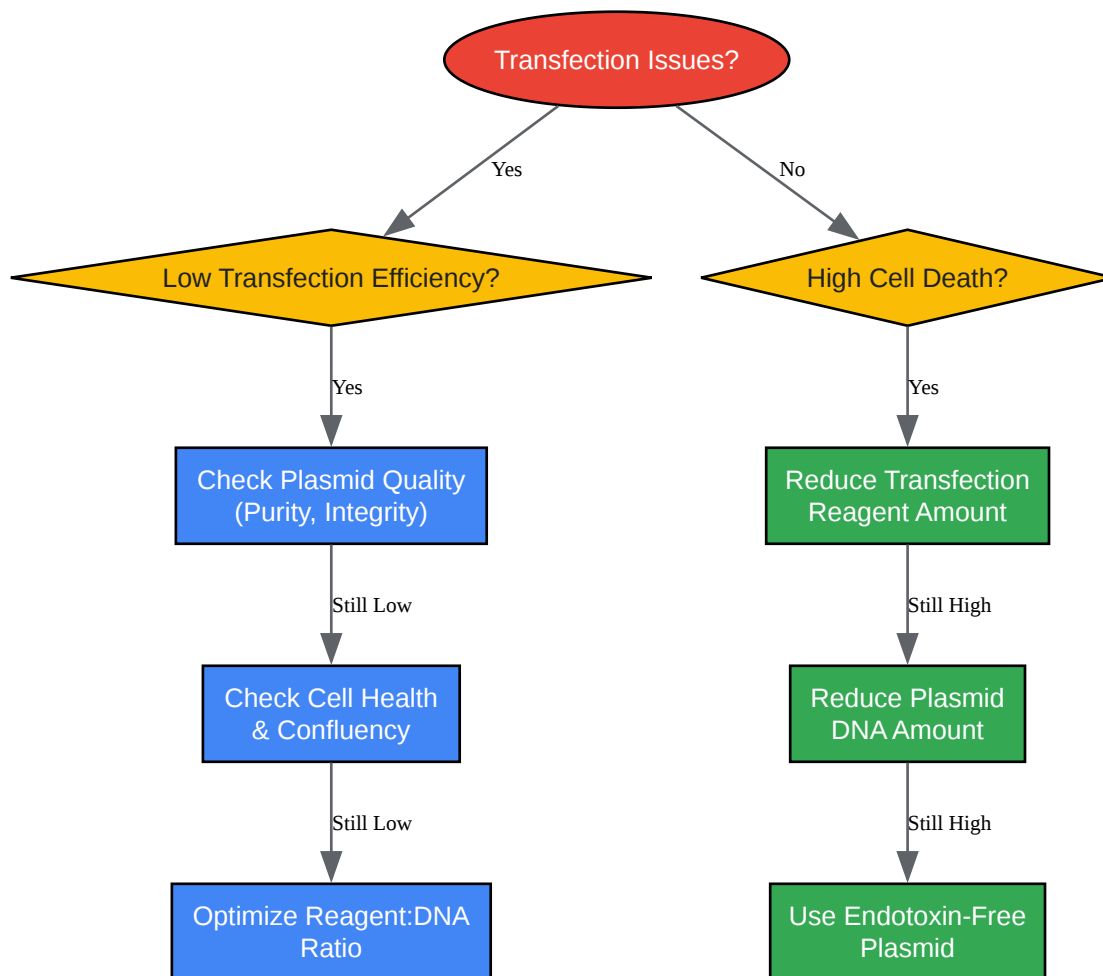 Transfection Issues?
Yes
No
Low Transfection Efficiency?
High Cell Death?
Yes
Yes
Check Plasmid Quality
(Purity, Integrity)
Reduce Transfection
Reagent Amount
Still Low
Still High
Check Cell Health
& Confluency
Reduce Plasmid
DNA Amount
Still Low
Still High
Optimize Reagent:DNA
Ratio
Use Endotoxin-Free
Plasmid